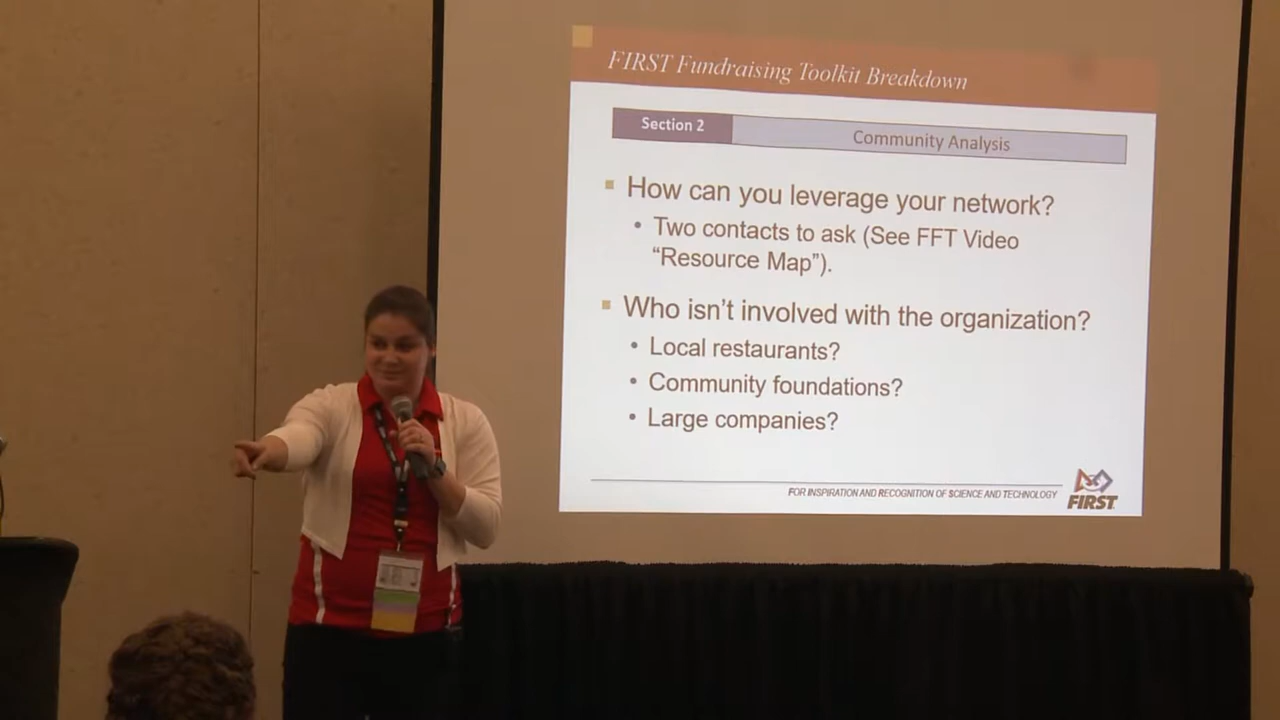 FIRST Fundraising Toolkit Breakdown
Section 2
Community Analysis
How can you leverage your network?
Two contacts to ask (See FFT Video
“Resource Map”).
Who isn’t involved with the organization?
Local restaurants?
Community foundations?
Large companies?
FOR INSPIRATION AND RECOGNITION OF SCIENCE AND TECHNOLOGY
FIRST